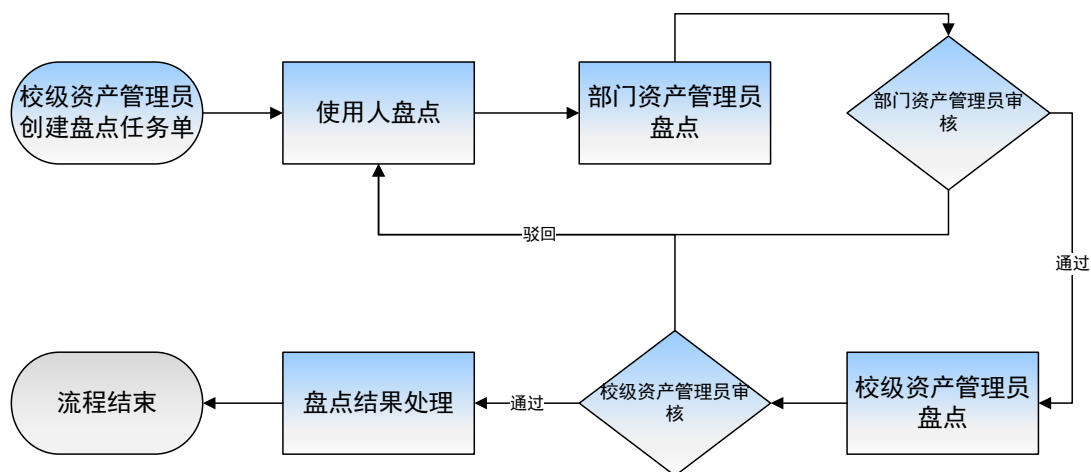 校级资产管理员
创建盘点任务单
使用人盘点
部门资产管理员
盘点
部门资产管理员审
核
驳回
通过
流程结束
盘点结果处理
通过
校级资产管理员审
核
校级资产管理员
盘点